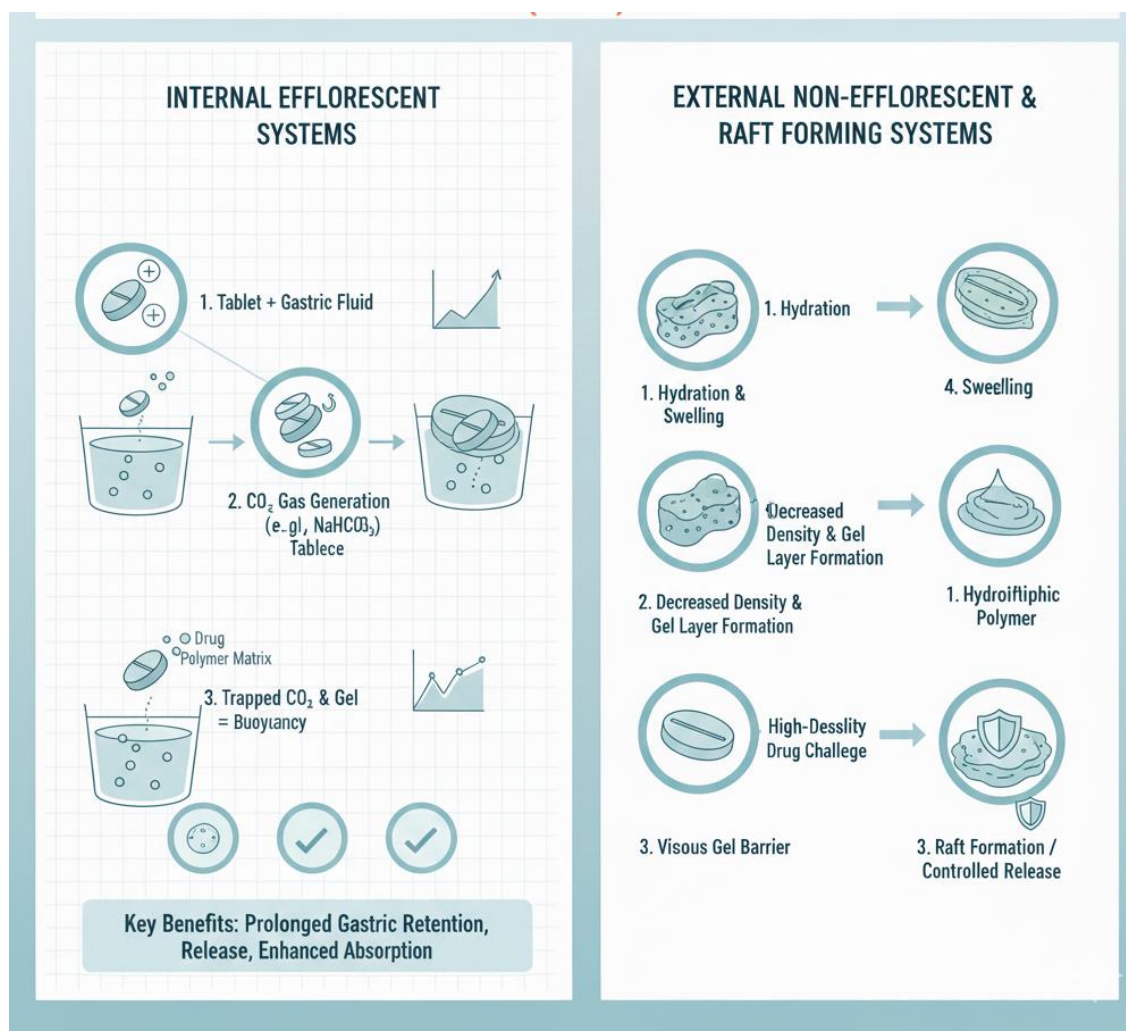 INTERNAL EFFLORESCENT
SYSTEMS
1. Tablet + Gastric Fluid
2. CO₂ Gas Generation
(e.gl, NaHCO3₃)
Tablece
Drug
Polymer Matrix
3. Trapped CO₂ & Gel
= Buoyancy
Key Benefits: Prolonged Gastric Retention,
Release, Enhanced Absorption
EXTERNAL NON-EFFLORESCENT &
RAFT FORMING SYSTEMS
1. Hydration
1. Hydration &
Swelling
4. Sweelling
Decreased
Density & Gel
Layer Formation
2. Decreased Density &
Gel Layer Formation
1.
Polymer
High-Desslity
Drug Challege
3. Visous Gel Barrier
3. Raft Formation /
Controlled Release